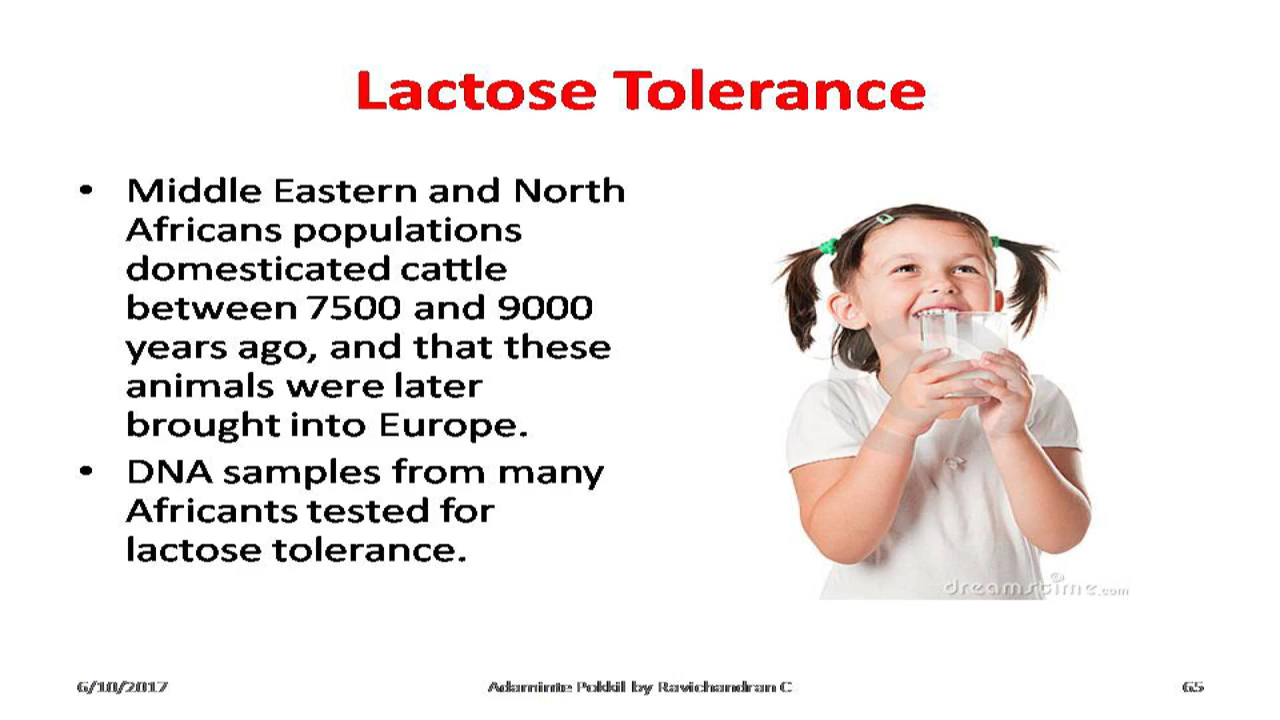 Lactose Tolerance
• Middle Eastern and North
Africans populations
domesticated cattle
between 7500 and 9000
years ago, and that these
animals were later
brought into Europe.
• DNA samples from many
Africants tested for
lactose tolerance.
dreamstime.com
6/10/2017
Adaminte Pokkil by Ravichandran C
65